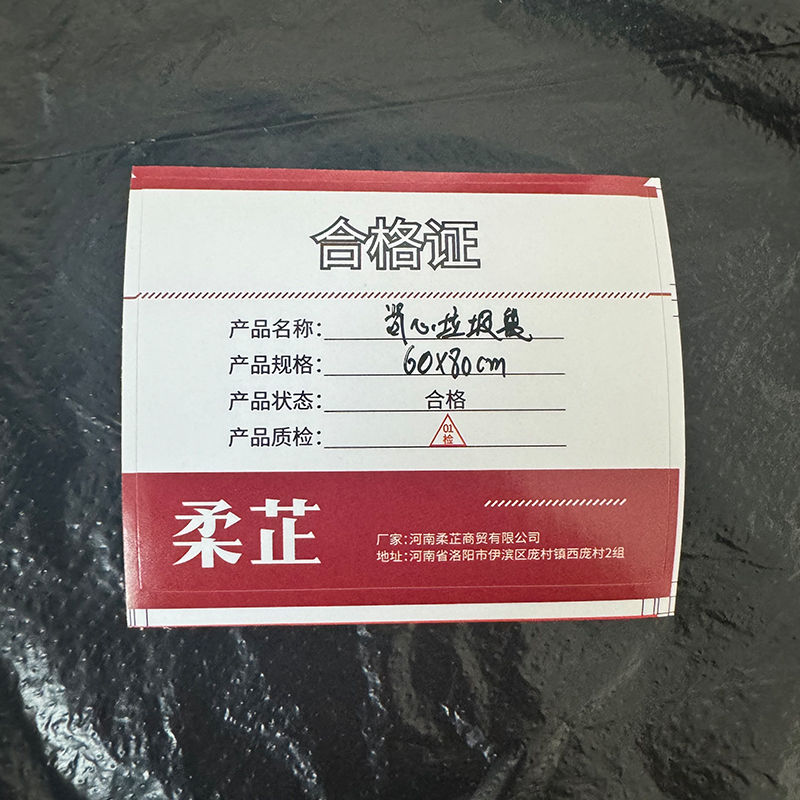 合格证
产品名称： 背心垃圾袋
产品规格： 60X80cm
产品状态： 合格
产品质检： 01检
柔芷
厂家：河南柔芷商贸有限公司
地址：河南省洛阳市伊滨区庞村镇西庞村2组